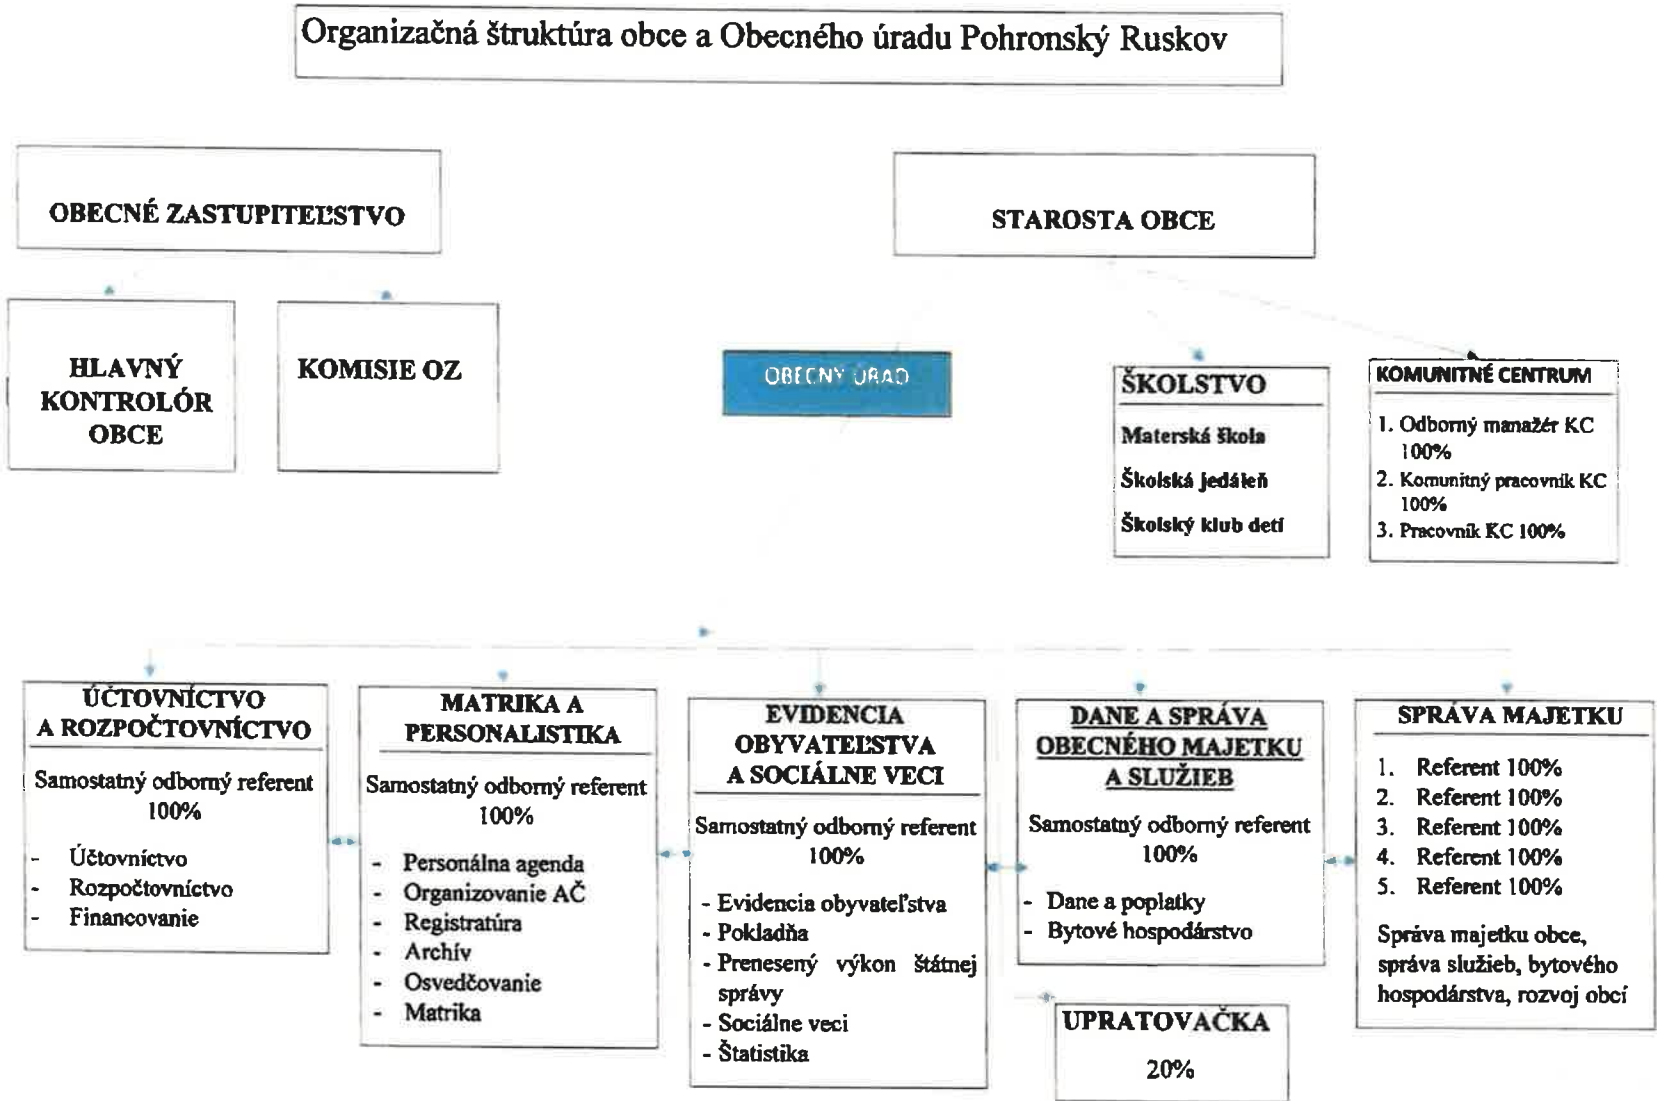 Organizačná štruktúra obce a Obecného úradu Pohronský Ruskov
OBECNÉ ZASTUPITEĽSTVO
STAROSTA OBCE
HLAVNÝ
KONTROLÓR
OBCE
KOMISIE OZ
OBECNÝ ÚRAD
ŠKOLSTVO
Materská škola
Školská jedáleň
Školský klub detí
KOMUNITNÉ CENTRUM
1. Odborný manažér KC
100%
2. Komunitný pracovník KC
100%
3. Pracovník KC 100%
ÚČTOVNÍCTVO
A ROZPOČTOVNÍCTVO
Samostatný odborný referent
100%
- Účtovníctvo
- Rozpočtovníctvo
- Financovanie
MATRIKA A
PERSONALISTIKA
Samostatný odborný referent
100%
- Personálna agenda
- Organizovanie AČ
- Registratúra
- Archív
- Osvedčovanie
- Matrika
EVIDENCIA
OBYVATEĽSTVA
A SOCIÁLNE VECI
Samostatný odborný referent
100%
- Evidencia obyvateľstva
- Pokladňa
- Prenesený výkon štátnej
správy
- Sociálne veci
- Štatistika
DANE A SPRÁVA
OBECNÉHO MAJETKU
A SLUŽIEB
Samostatný odborný referent
100%
- Dane a poplatky
- Bytové hospodárstvo
UPRATOVAČKA
20%
SPRÁVA MAJETKU
1. Referent 100%
2. Referent 100%
3. Referent 100%
4. Referent 100%
5. Referent 100%
Správa majetku obce,
správa služieb, bytového
hospodárstva, rozvoj obcí